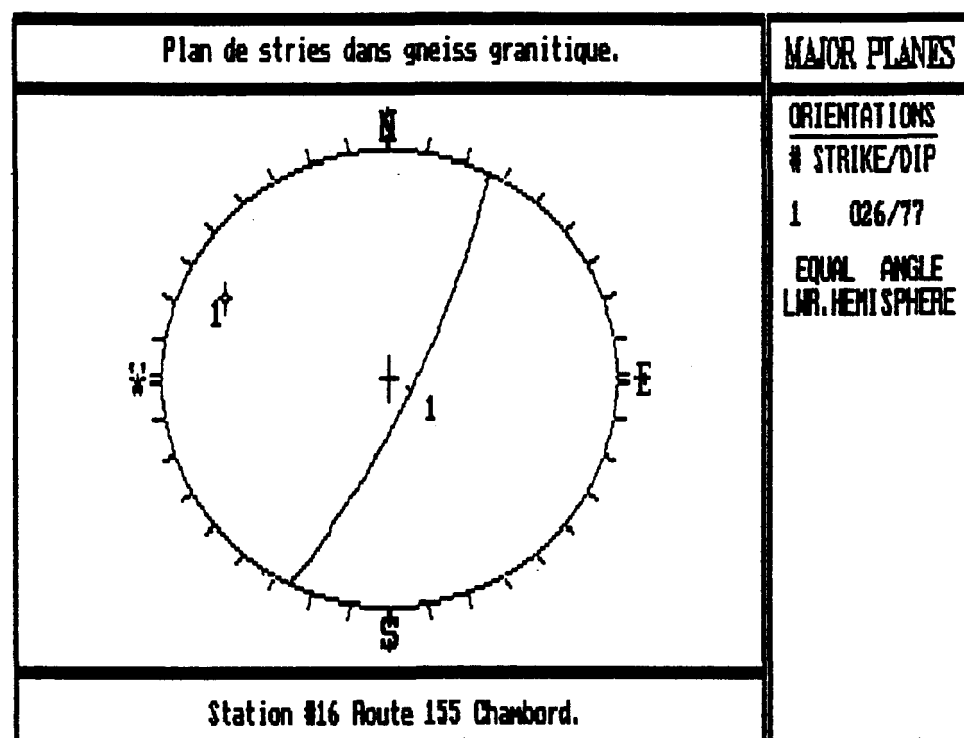 Plan de stries dans gneiss granitique.
N
W
E
S
1
1
Station #16 Route 155 Chambord.
MAJOR PLANES
ORIENTATIONS
# STRIKE/DIP
1 026/77
EQUAL ANGLE
LWR.HEMISPHERE